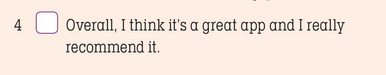 4 Overall, I think it's a great app and I really
recommend it.